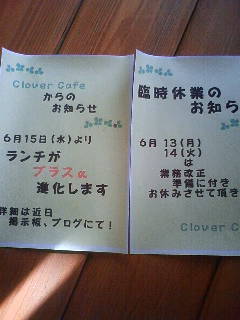 Clover Cafe
からの
お知らせ
6月15日(水)より
ランチが
プラスα
進化します
詳細は近日
掲示板、ブログにて!
臨時休業の
お知ら
6月 13(月)
14(火)
は
業務改正
準備に付き
お休みさせて頂き
Clover C